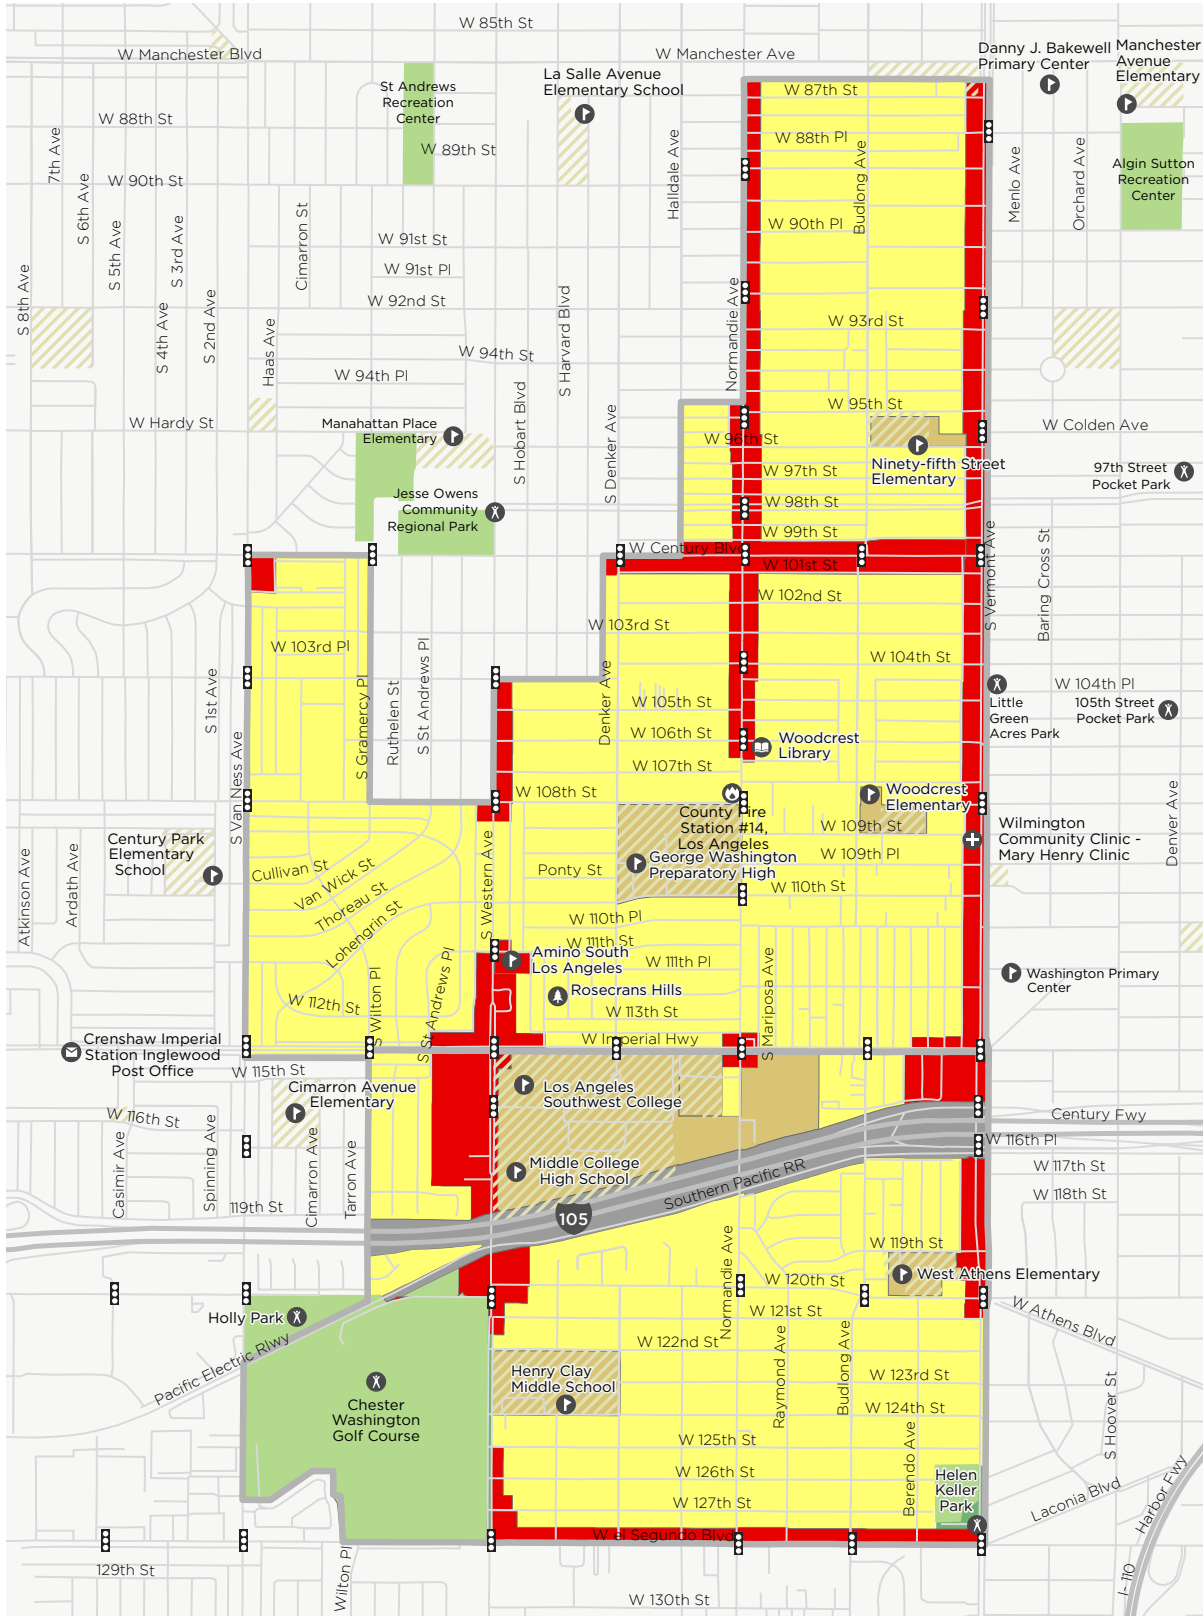 W 85th St
W Manchester Blvd
W Manchester Ave
Danny J. Bakewell
Primary Center
Manchester
Avenue
Elementary
La Salle Avenue
Elementary School
St Andrews
Recreation
Center
W 87th St
W 88th St
W 88th Pl
W 89th St
W 90th St
Algin Sutton
Recreation
Center
7th Ave
S 6th Ave
S 5th Ave
S 3rd Ave
Cimarron St
Halldale Ave
Budlong Ave
Menlo Ave
Orchard Ave
W 90th Pl
W 91st St
W 91st Pl
W 92nd St
S 8th Ave
S 4th Ave
S 2nd Ave
Haas Ave
S Harvard Blvd
Normandie Ave
W 93rd St
W 94th St
W 94th Pl
W 95th St
W Hardy St
Manahattan Place
Elementary
S Hobart Blvd
S Denker Ave
W 96th St
W Colden Ave
W 97th St
Ninety-fifth Street
Elementary
97th Street
Pocket Park
Jesse Owens
Community
Regional Park
W 98th St
W 99th St
W Century Blvd
W 101st St
S Vermont Ave
Baring Cross St
W 102nd St
W 103rd St
W 103rd Pl
W 104th St
W 104th Pl
S 1st Ave
S Gramercy Pl
Ruthelen St
S St Andrews Pl
Denker Ave
W 105th St
Little
Green
Acres Park
105th Street
Pocket Park
W 106th St
Woodcrest
Library
S Van Ness Ave
W 107th St
W 108th St
Woodcrest
Elementary
Denver Ave
County Fire
Station #14,
Los Angeles
W 109th St
Wilmington
Community Clinic -
Mary Henry Clinic
Century Park
Elementary
School
George Washington
Preparatory High
W 109th Pl
Atkinson Ave
Ardath Ave
Cullivan St
Van Wick St
Thoreau St
Lohengrin St
S Western Ave
Ponty St
W 110th St
W 110th Pl
W 111th St
Amino South
Los Angeles
W 111th Pl
S Mariposa Ave
Washington Primary
Center
W 112th St
S Wilton Pl
S St Andrews Pl
Rosecrans Hills
W 113th St
W Imperial Hwy
Crenshaw Imperial
Station Inglewood
Post Office
W 115th St
Cimarron Avenue
Elementary
Los Angeles
Southwest College
W 116th St
Century Fwy
W 116th Pl
Casimir Ave
Spinning Ave
Cimarron Ave
Tarron Ave
Middle College
High School
Southern Pacific RR
W 117th St
W 118th St
119th St
105
W 119th St
Normandie Ave
W 120th St
West Athens Elementary
Holly Park
W 121st St
W Athens Blvd
Pacific Electric Rlwy
W 122nd St
Raymond Ave
Budlong Ave
Henry Clay
Middle School
W 123rd St
S Hoover St
Chester
Washington
Golf Course
W 124th St
W 125th St
Berendo Ave
W 126th St
Helen
Keller
Park
Laconia Blvd
Harbor Fwy
W 127th St
W el Segundo Blvd
129th St
Wilton Pl
I- 110
W 130th St